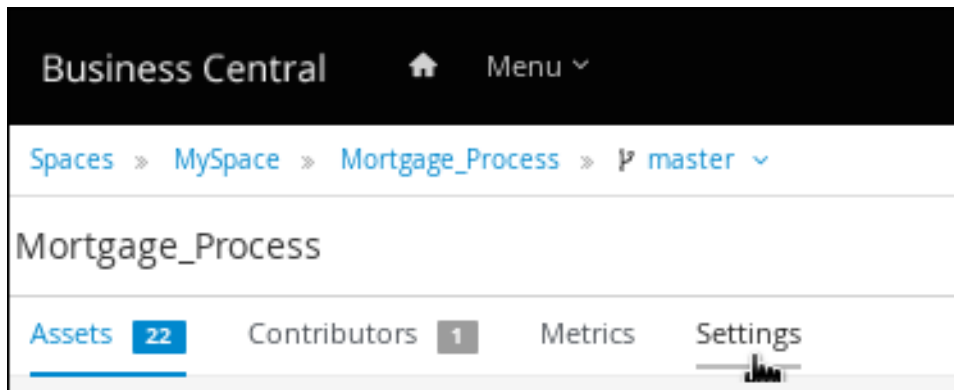 Business Central Menu
Spaces » MySpace » Mortgage_Process » master
Mortgage_Process
Assets 22 Contributors 1 Metrics Settings